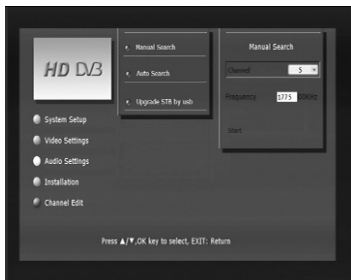 HD DVB
Manual Search
Auto Search
Upgrade STB by usb
Manual Search
Channel 5
Frequency 1775 00KHz
Start
System Setup
Video Settings
Audio Settings
Installation
Channel Edit
Press ▲/▼,OK key to select, EXIT: Return